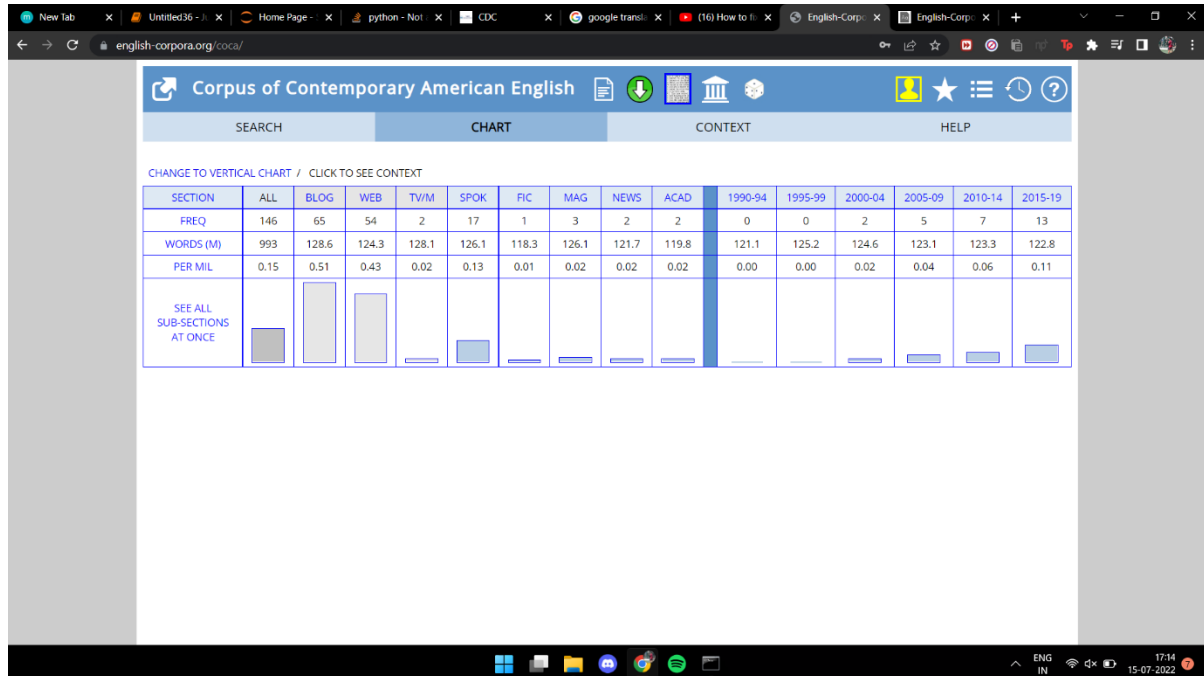 New Tab
Untitled36 - Ju
Home Page -
python - Not
CDC
google transla
(16) How to fi
English-Corpo
English-Corpo
english-corpora.org/coca/
Corpus of Contemporary American English
SEARCH CHART CONTEXT HELP
CHANGE TO VERTICAL CHART / CLICK TO SEE CONTEXT
SECTION ALL BLOG WEB TV/M SPOK FIC MAG NEWS ACAD 1990-94 1995-99 2000-04 2005-09 2010-14 2015-19
FREQ 146 65 54 2 17 1 3 2 2 0 0 2 5 7 13
WORDS (M) 993 128.6 124.3 128.1 126.1 118.3 126.1 121.7 119.8 121.1 125.2 124.6 123.1 123.3 122.8
PER MIL 0.15 0.51 0.43 0.02 0.13 0.01 0.02 0.02 0.02 0.00 0.00 0.02 0.04 0.06 0.11
SEE ALL
SUB-SECTIONS
AT ONCE
ENG 17:14
IN 15-07-2022 7